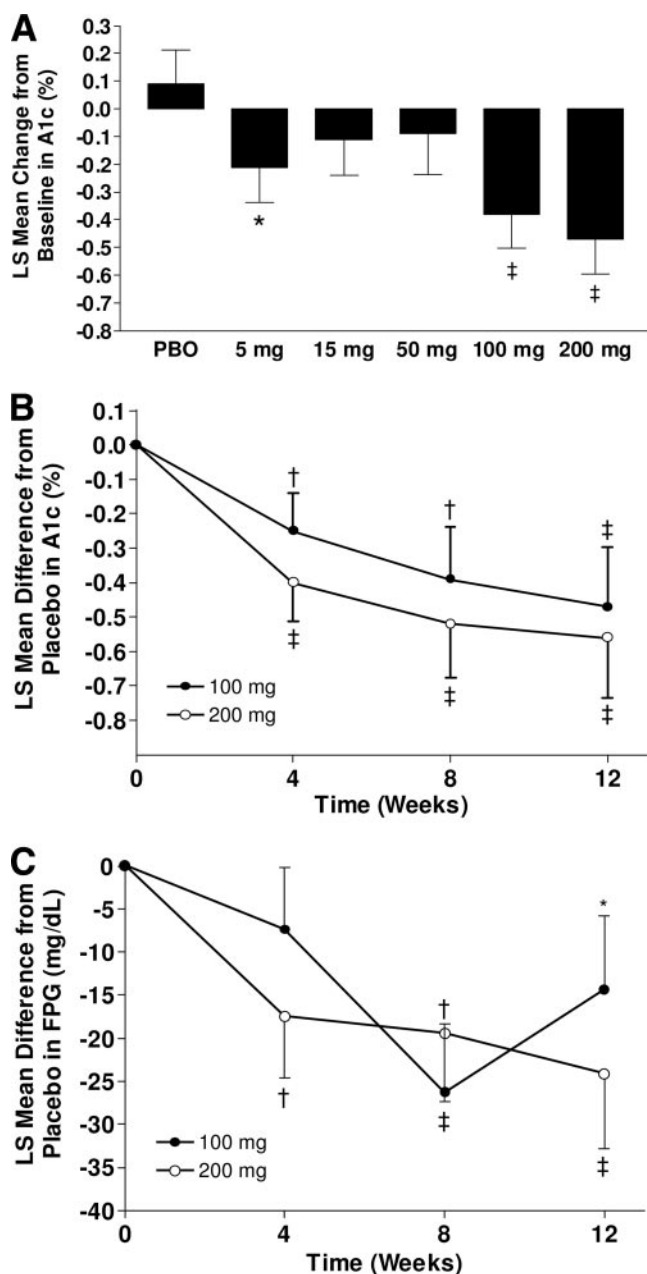 A
LS Mean Change from
Baseline in A1c (%)
0.3
0.2
0.1
0.0
-0.1
-0.2
-0.3
-0.4
-0.5
-0.6
-0.7
-0.8
*
‡
‡
PBO 5 mg 15 mg 50 mg 100 mg 200 mg
B
LS Mean Difference from
Placebo in A1c (%)
0.1
0.0
-0.1
-0.2
-0.3
-0.4
-0.5
-0.6
-0.7
-0.8
† † ‡
‡ ‡ ‡
100 mg
200 mg
0 4 8 12
Time (Weeks)
C
LS Mean Difference from
Placebo in FPG (mg/dL)
0
-5
-10
-15
-20
-25
-30
-35
-40
*
†
† ‡ ‡
100 mg
200 mg
0 4 8 12
Time (Weeks)